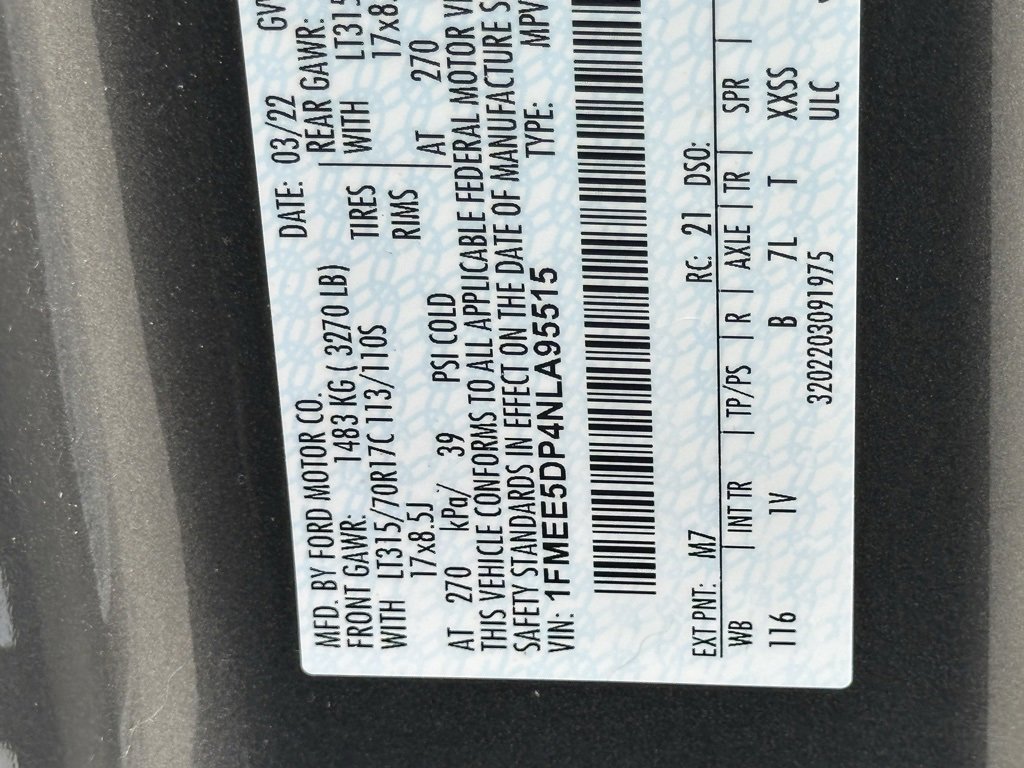 MFD. BY FORD MOTOR CO. DATE: 03/22
FRONT GAWR: 1483 KG ( 3270 LB) REAR GAWR:
WITH LT315/70R17C 113/110S TIRES WITH LT315
17x8.5J RIMS 17x8.
AT 270 kPa/ 39 PSI COLD AT 270
THIS VEHICLE CONFORMS TO ALL APPLICABLE FEDERAL MOTOR
SAFETY STANDARDS IN EFFECT ON THE DATE OF MANUFACTURE
VIN: 1FMEE5DP4NLA95515 TYPE: MPV
EXT PNT: M7 RC: 21 DSO:
WB | INT TR | TP/PS | R | AXLE | TR | SPR |
116 1V B 7L T XXSS
3202203091975 ULC